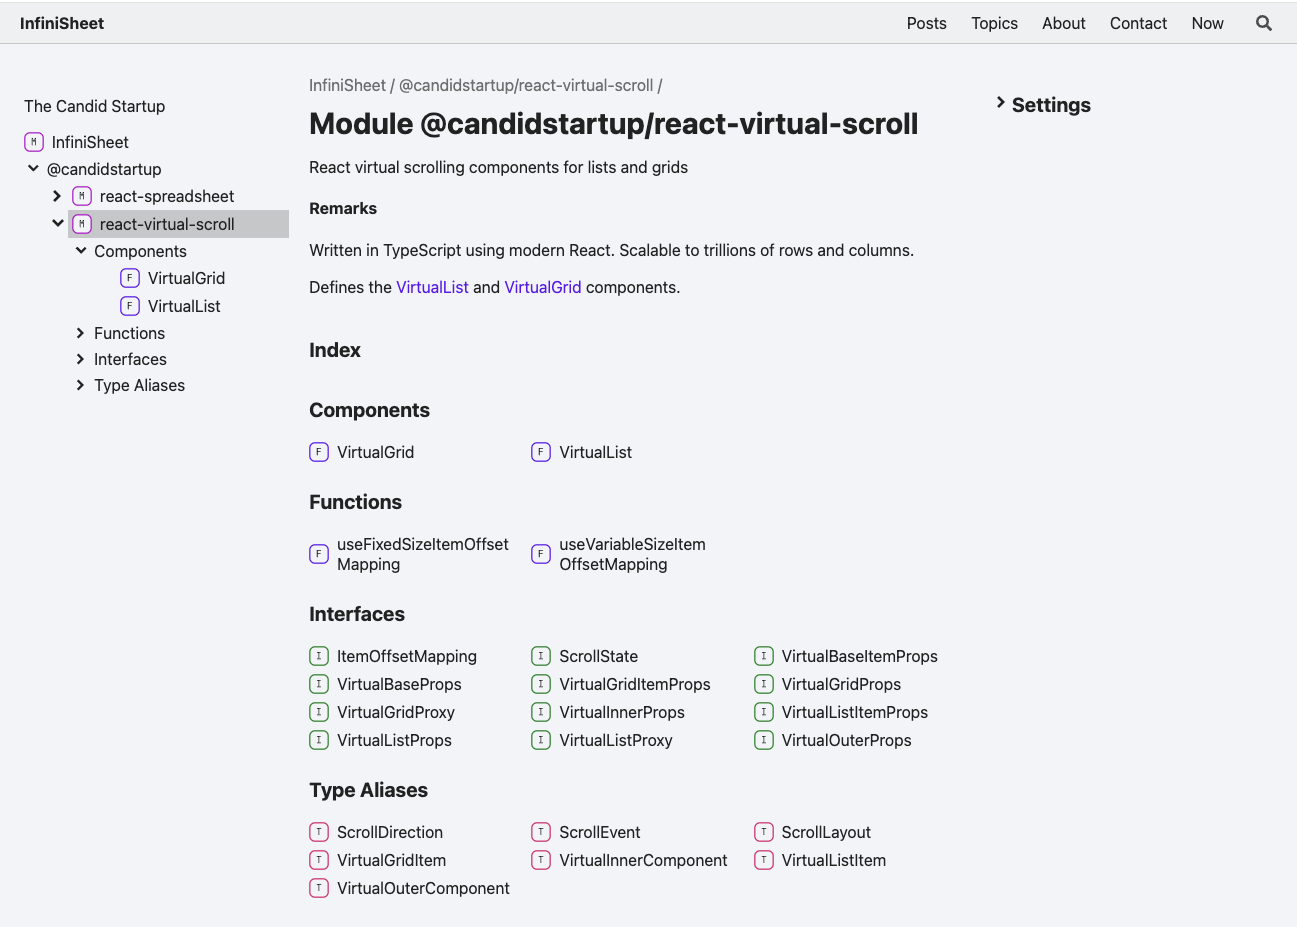 InfiniSheet
Posts Topics About Contact Now
The Candid Startup
M InfiniSheet
@candidstartup
M react-spreadsheet
M react-virtual-scroll
Components
F VirtualGrid
F VirtualList
Functions
Interfaces
Type Aliases
InfiniSheet / @candidstartup/react-virtual-scroll /
Module @candidstartup/react-virtual-scroll
React virtual scrolling components for lists and grids
Remarks
Written in TypeScript using modern React. Scalable to trillions of rows and columns.
Defines the VirtualList and VirtualGrid components.
Index
Components
F VirtualGrid F VirtualList
Functions
F useFixedSizeItemOffset
Mapping
F useVariableSizeItem
OffsetMapping
Interfaces
I ItemOffsetMapping I ScrollState I VirtualBaseItemProps
I VirtualBaseProps I VirtualGridItemProps I VirtualGridProps
I VirtualGridProxy I VirtualInnerProps I VirtualListItemProps
I VirtualListProps I VirtualListProxy I VirtualOuterProps
Type Aliases
T ScrollDirection T ScrollEvent T ScrollLayout
T VirtualGridItem T VirtualInnerComponent T VirtualListItem
T VirtualOuterComponent
Settings